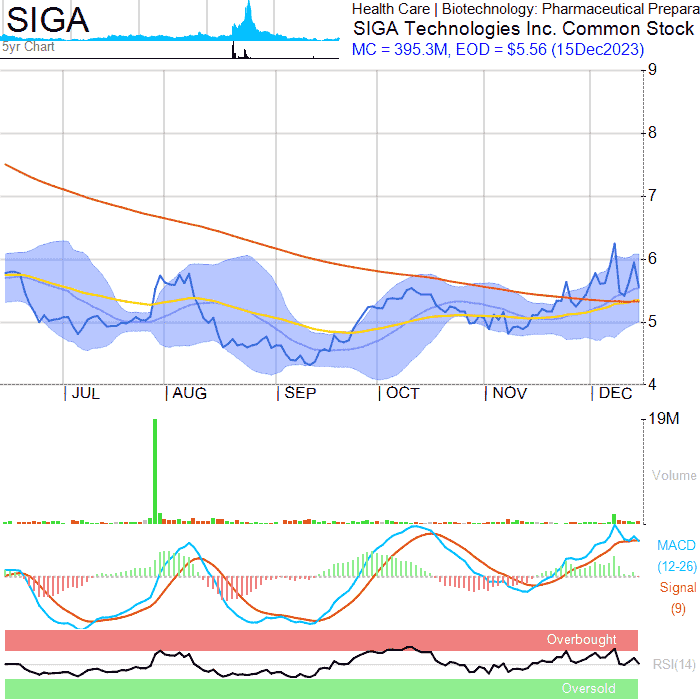 SIGA
5yr Chart
Health Care | Biotechnology: Pharmaceutical Prepara
SIGA Technologies Inc. Common Stock
MC = 395.3M, EOD = $5.56 (15Dec2023)
9
8
7
6
5
4
JUL AUG SEP OCT NOV DEC
19M
Volume
MACD
(12-26)
Signal
(9)
Overbought
RSI(14)
Oversold